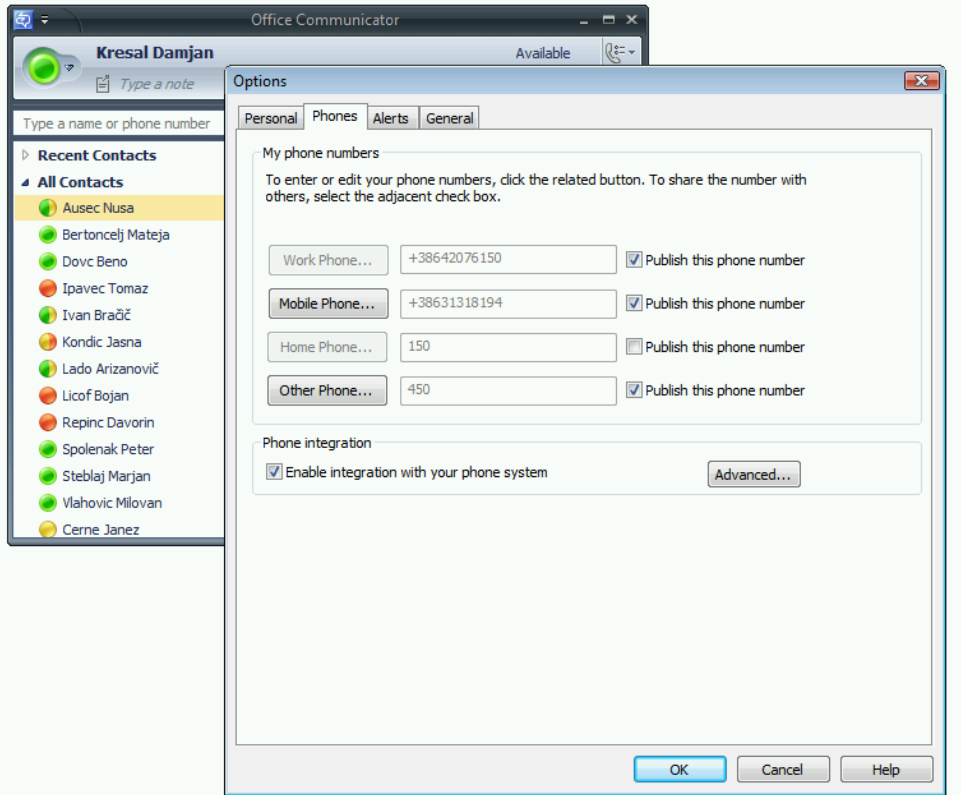 Office Communicator
Kresal Damjan
Available
Type a note
Type a name or phone number
Recent Contacts
All Contacts
Ausec Nusa
Bertoncelj Mateja
Dovc Beno
Ipavec Tomaz
Ivan Bračič
Kondic Jasna
Lado Arizanovič
Licof Bojan
Repinc Davorin
Spolenak Peter
Steblaj Marjan
Vlahovic Milovan
Cerne Janez
Options
Personal Phones Alerts General
My phone numbers
To enter or edit your phone numbers, click the related button. To share the number with
others, select the adjacent check box.
Work Phone... +38642076150 Publish this phone number
Mobile Phone... +38631318194 Publish this phone number
Home Phone... 150 Publish this phone number
Other Phone... 450 Publish this phone number
Phone integration
Enable integration with your phone system Advanced...
OK Cancel Help